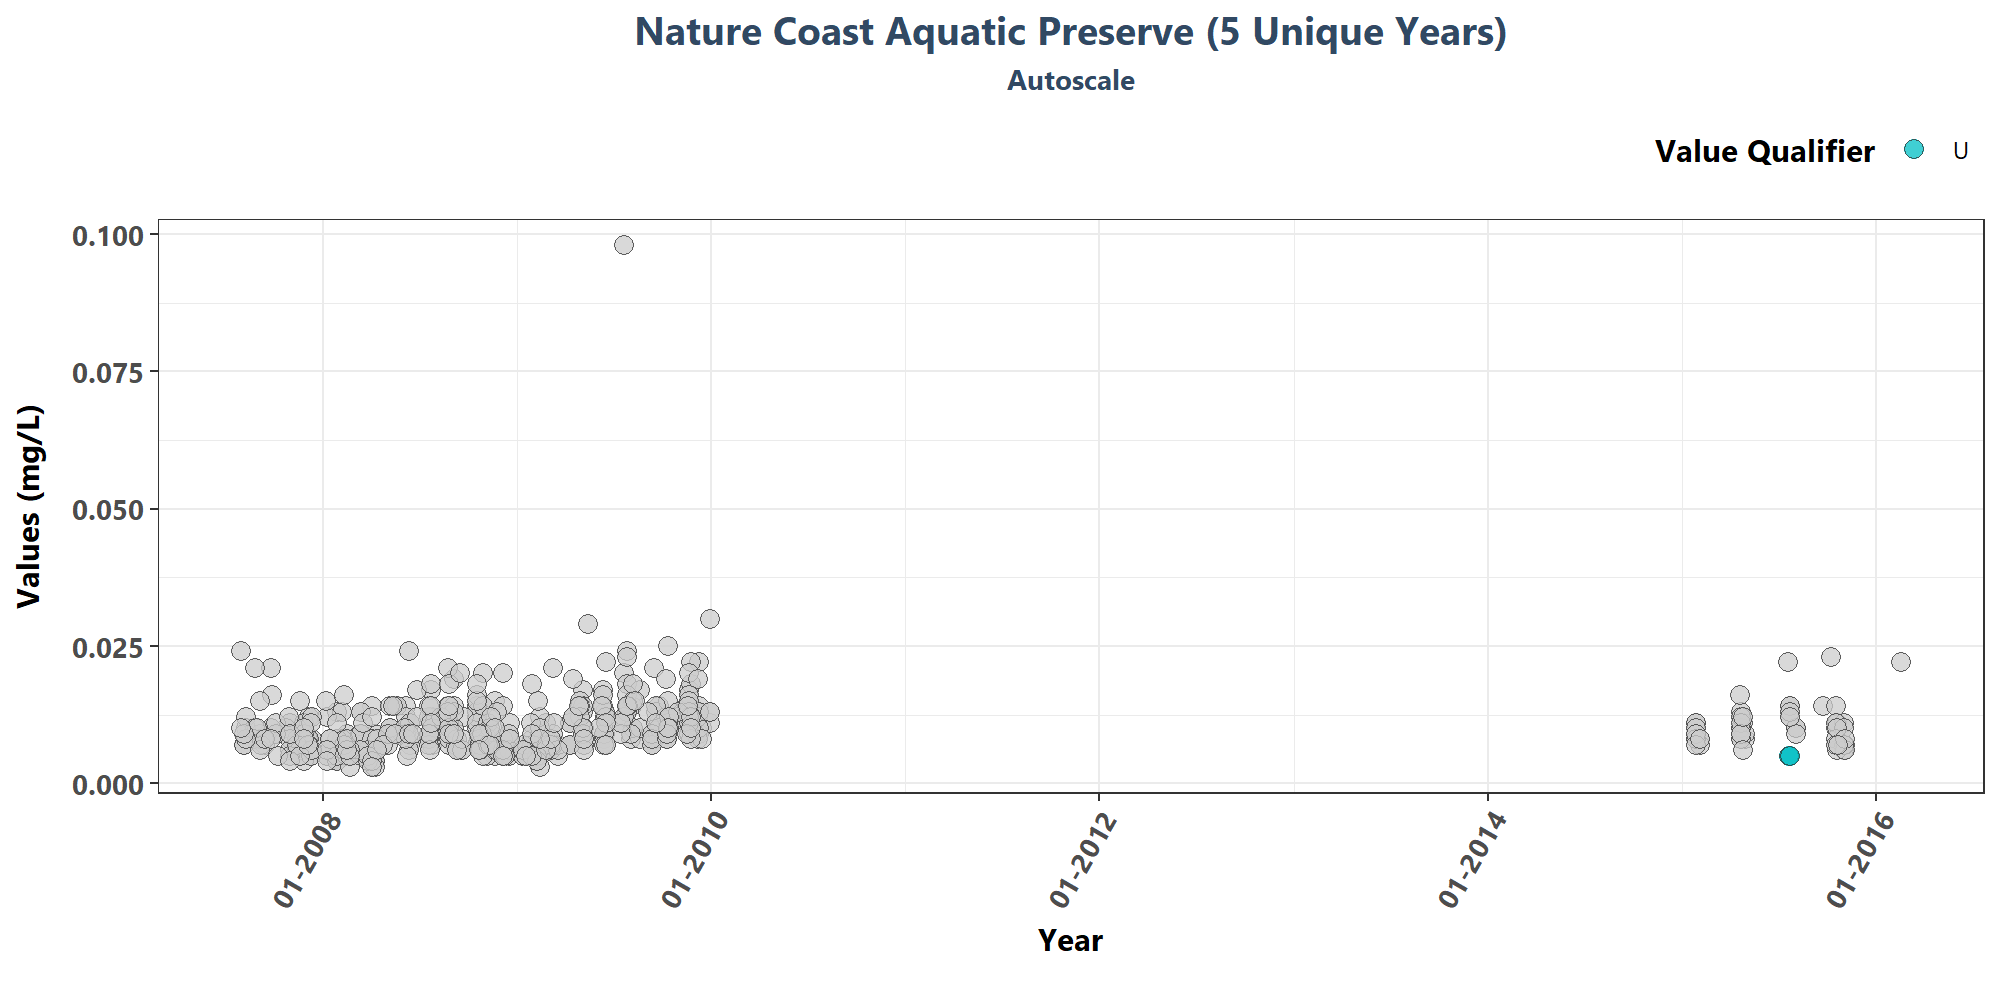 Nature Coast Aquatic Preserve (5 Unique Years)
Autoscale
Value Qualifier U
Values (mg/L)
0.100
0.075
0.050
0.025
0.000
01-2008
01-2010
01-2012
01-2014
01-2016
Year